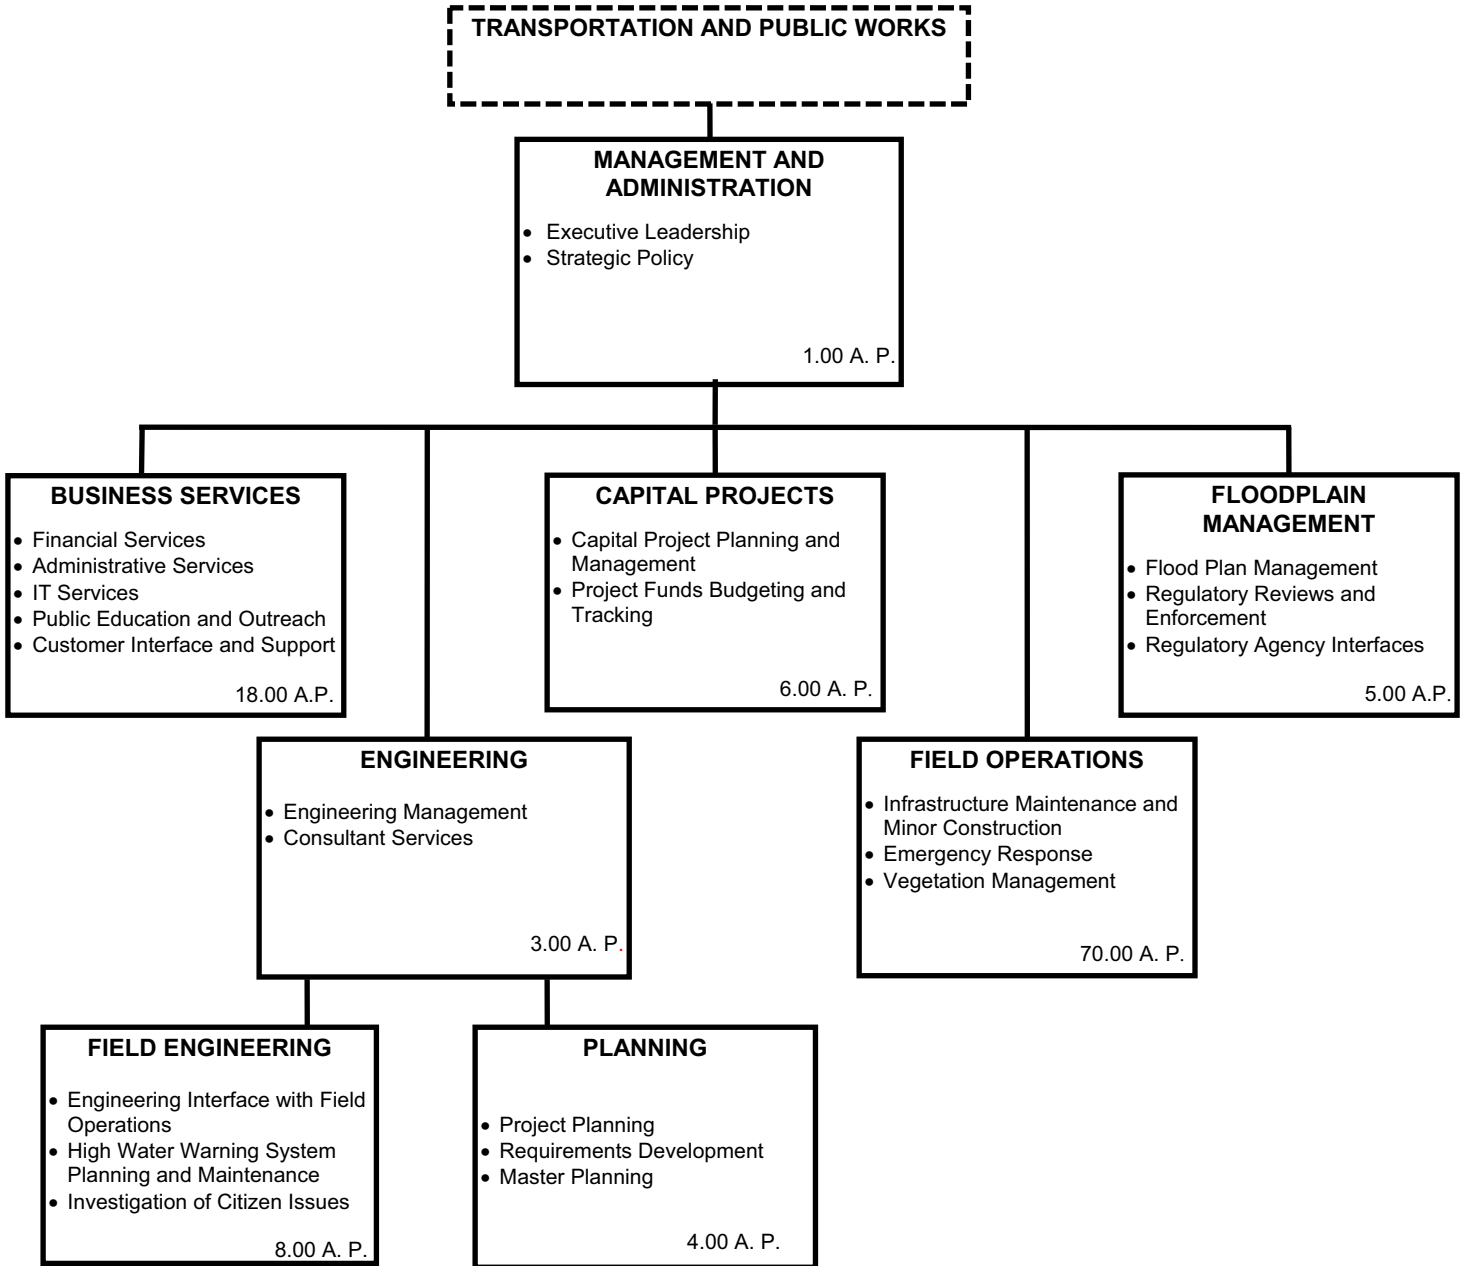 TRANSPORTATION AND PUBLIC WORKS
MANAGEMENT AND
ADMINISTRATION
• Executive Leadership
• Strategic Policy
1.00 A. P.
BUSINESS SERVICES
• Financial Services
• Administrative Services
• IT Services
• Public Education and Outreach
• Customer Interface and Support
18.00 A.P.
CAPITAL PROJECTS
• Capital Project Planning and
Management
• Project Funds Budgeting and
Tracking
6.00 A. P.
FLOODPLAIN
MANAGEMENT
• Flood Plan Management
• Regulatory Reviews and
Enforcement
• Regulatory Agency Interfaces
5.00 A.P.
ENGINEERING
• Engineering Management
• Consultant Services
3.00 A. P.
FIELD OPERATIONS
• Infrastructure Maintenance and
Minor Construction
• Emergency Response
• Vegetation Management
70.00 A. P.
FIELD ENGINEERING
• Engineering Interface with Field
Operations
• High Water Warning System
Planning and Maintenance
• Investigation of Citizen Issues
8.00 A. P.
PLANNING
• Project Planning
• Requirements Development
• Master Planning
4.00 A. P.